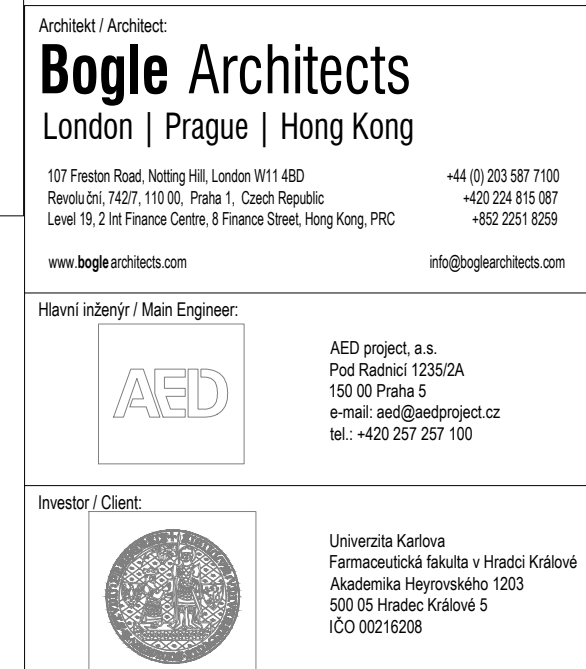 Architekt / Architect:
Bogle Architects
London | Prague | Hong Kong
107 Freston Road, Notting Hill, London W11 4BD +44 (0) 203 587 7100
Revoluční, 742/7, 110 00, Praha 1, Czech Republic +420 224 815 087
Level 19, 2 Int Finance Centre, 8 Finance Street, Hong Kong, PRC +852 2251 8259
www.boglearchitects.com info@boglearchitects.com
Hlavní inženýr / Main Engineer:
AED
AED project, a.s.
Pod Radnicí 1235/2A
150 00 Praha 5
e-mail: aed@aedproject.cz
tel.: +420 257 257 100
Investor / Client:
Univerzita Karlova
Farmaceutická fakulta v Hradci Králové
Akademika Heyrovského 1203
500 05 Hradec Králové 5
IČO 00216208